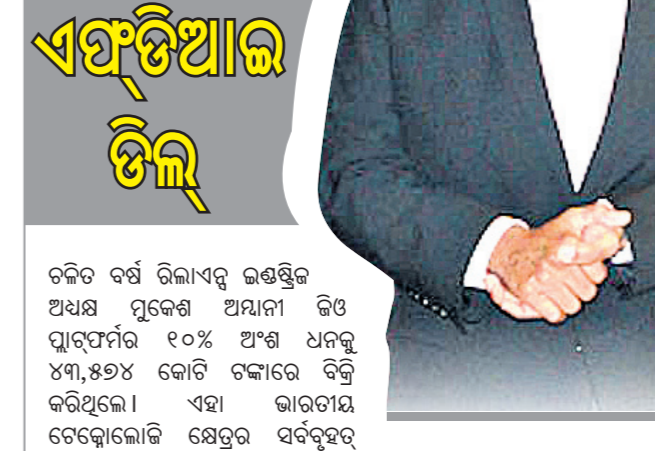 ଏଫ୍‌ଡିଆଇ
ଡିଲ୍
ଚଳିତ ବର୍ଷ ରିଲାଏନ୍ସ ଇଣ୍ଡଷ୍ଟ୍ରିଜ
ଅଧ୍ୟକ୍ଷ ମୁକେଶ ଅମ୍ବାନୀ ଜିଓ
ପ୍ଲାଟ୍‌ଫର୍ମର ୧୦% ଅଂଶ ଧନକୁ
୪୩,୫୭୪ କୋଟି ଟଙ୍କାରେ ବିକ୍ରି
କରିଥିଲେ। ଏହା ଭାରତୀୟ
ଟେକ୍ନୋଲୋଜି କ୍ଷେତ୍ରର ସର୍ବବୃହତ୍